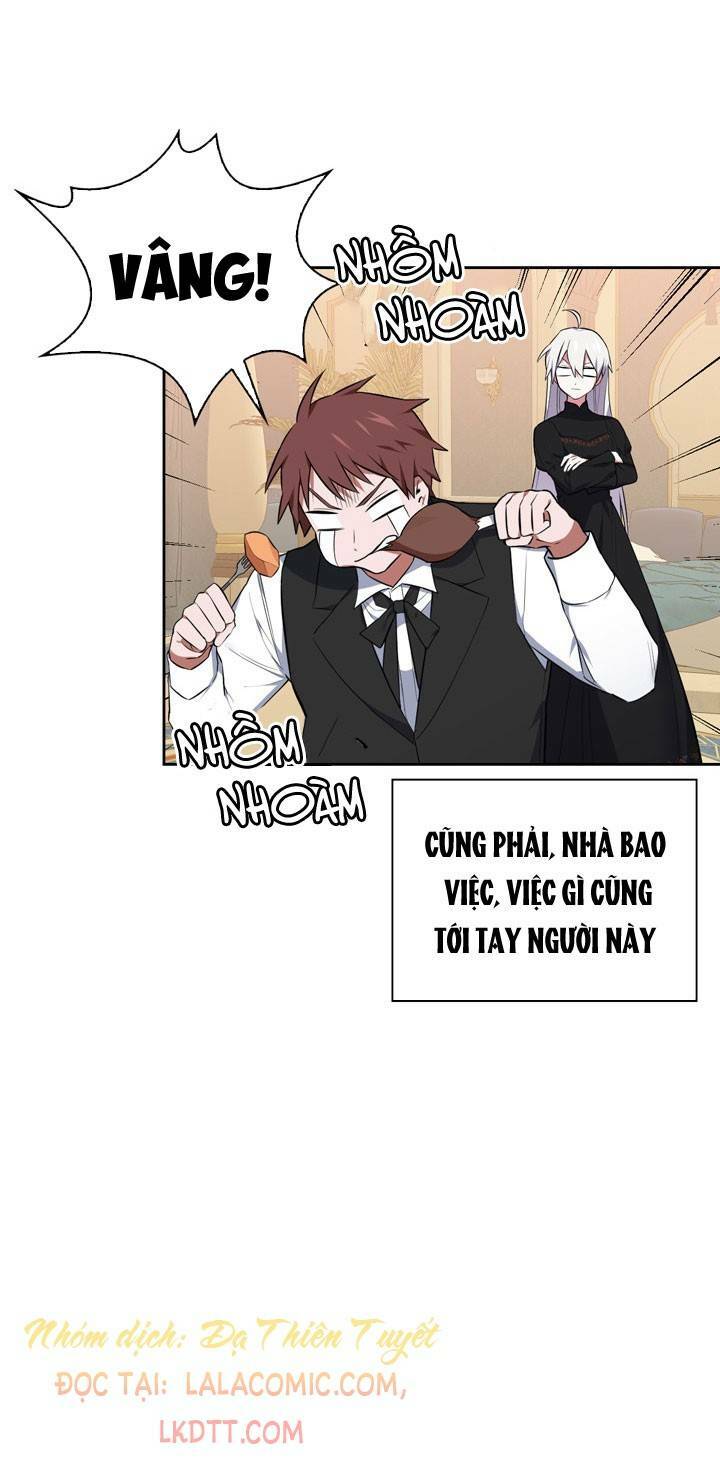 VÂNG!
NHỒM
NHOÀM
NHỒM
NHOÀM
CŨNG PHẢI, NHÀ BAO
VIỆC, VIỆC GÌ CŨNG
TỚI TAY NGƯỜI NÀY
Nhóm dịch: Dạ Thiên Tuyết
ĐỌC TẠI: LALACOMIC.COM,
LKDTT.COM